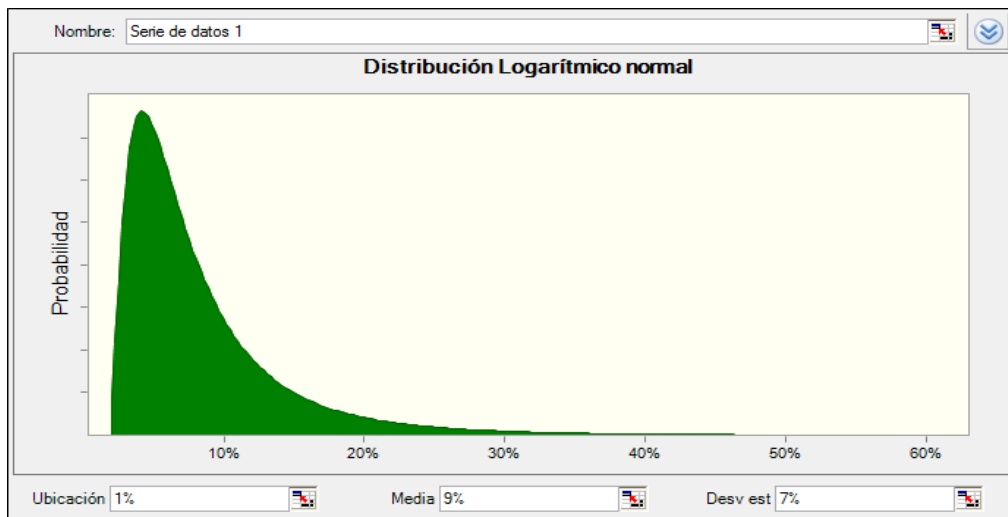 Nombre: Serie de datos 1
Distribución Logarítmico normal
Probabilidad
10% 20% 30% 40% 50% 60%
Ubicación 1% Media 9% Desv est 7%